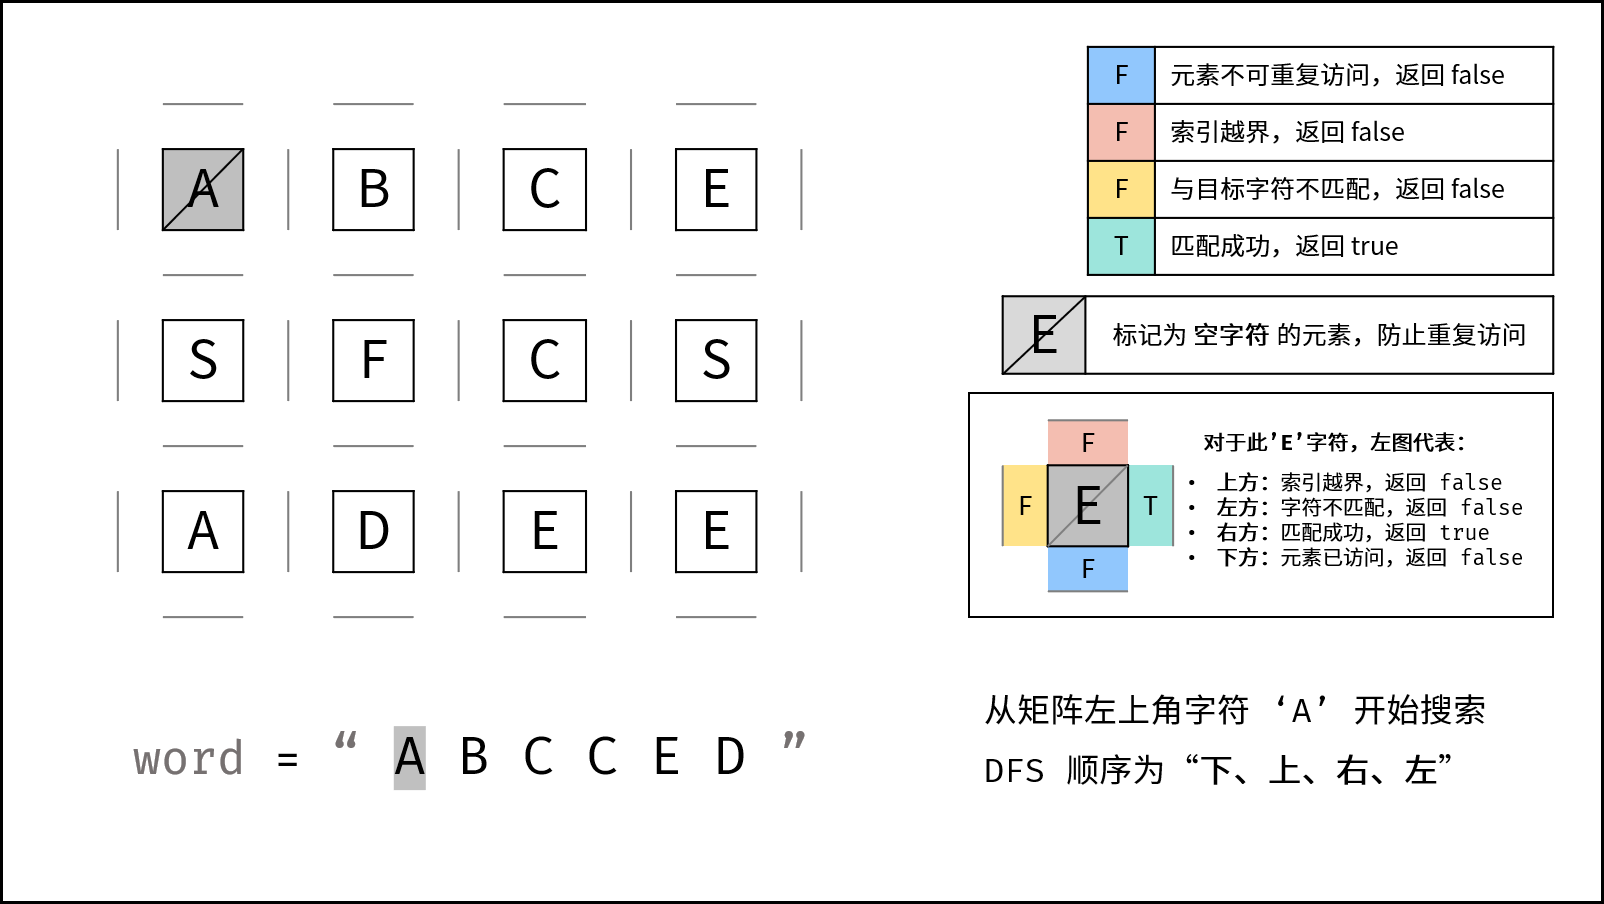 A B C E
S F C S
A D E E
word = “ A B C C E D ”
F 元素不可重复访问，返回 false
F 索引越界，返回 false
F 与目标字符不匹配，返回 false
T 匹配成功，返回 true
E 标记为 空字符 的元素，防止重复访问
F
F E T
F
对于此'E'字符，左图代表：
• 上方：索引越界，返回 false
• 左方：字符不匹配，返回 false
• 右方：匹配成功，返回 true
• 下方：元素已访问，返回 false
从矩阵左上角字符 ‘A’ 开始搜索
DFS 顺序为 “下、上、右、左”